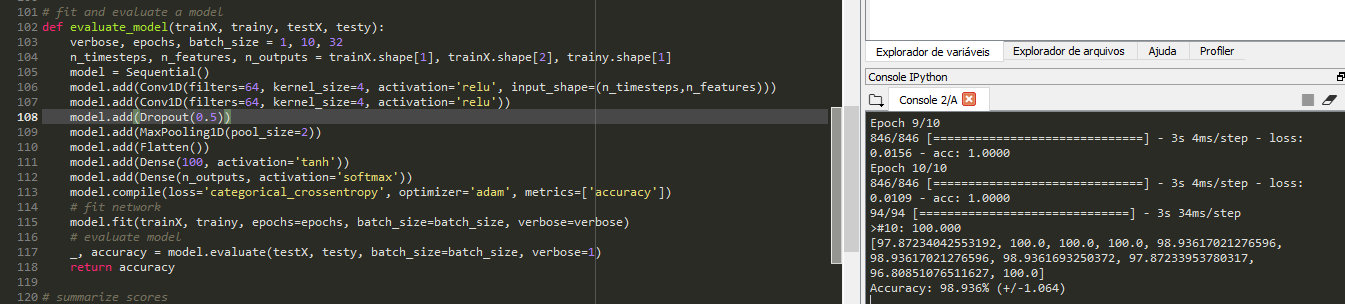 101 # fit and evaluate a model
102 def evaluate_model(trainX, trainy, testX, testy):
103     verbose, epochs, batch_size = 1, 10, 32
104     n_timesteps, n_features, n_outputs = trainX.shape[1], trainX.shape[2], trainy.shape[1]
105     model = Sequential()
106     model.add(Conv1D(filters=64, kernel_size=4, activation='relu', input_shape=(n_timesteps,n_features)))
107     model.add(Conv1D(filters=64, kernel_size=4, activation='relu'))
108     model.add(Dropout(0.5))
109     model.add(MaxPooling1D(pool_size=2))
110     model.add(Flatten())
111     model.add(Dense(100, activation='tanh'))
112     model.add(Dense(n_outputs, activation='softmax'))
113     model.compile(loss='categorical_crossentropy', optimizer='adam', metrics=['accuracy'])
114     # fit network
115     model.fit(trainX, trainy, epochs=epochs, batch_size=batch_size, verbose=verbose)
116     # evaluate model
117     _, accuracy = model.evaluate(testX, testy, batch_size=batch_size, verbose=1)
118     return accuracy
119
120 # summarize scores
Explorador de variáveis Explorador de arquivos Ajuda Profiler
Console IPython
Console 2/A
Epoch 9/10
846/846 [==============================] - 3s 4ms/step - loss:
0.0156 - acc: 1.0000
Epoch 10/10
846/846 [==============================] - 3s 4ms/step - loss:
0.0109 - acc: 1.0000
94/94 [==============================] - 3s 34ms/step
>#10: 100.000
[97.87234042553192, 100.0, 100.0, 100.0, 98.93617021276596,
98.93617021276596, 98.9361693250372, 97.87233953780317,
96.80851076511627, 100.0]
Accuracy: 98.936% (+/-1.064)